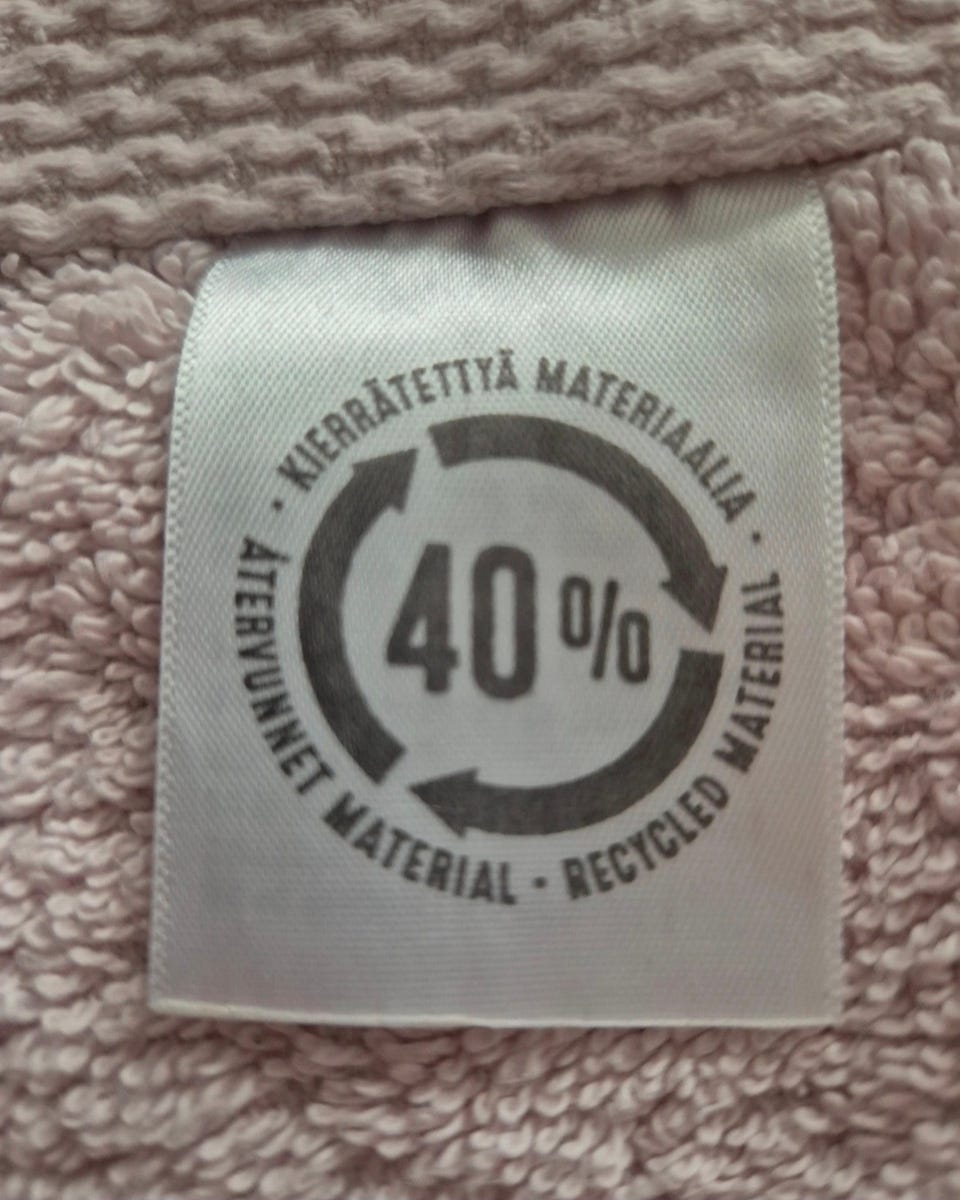 • KIERRÄTETTYÄ MATERIAALIA •
RECYCLED MATERIAL •
ÅTERVUNNET MATERIAL
40%